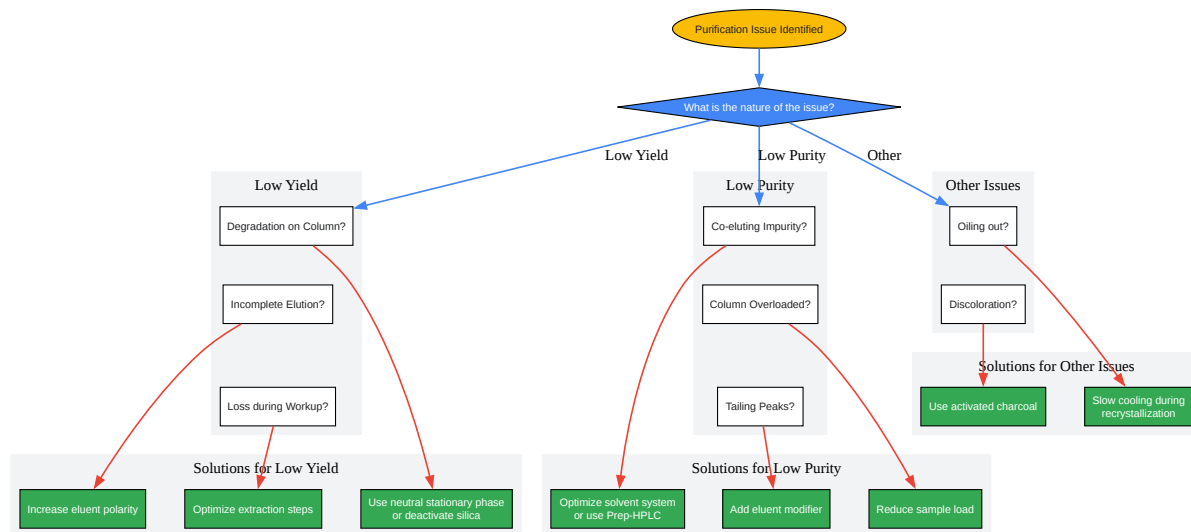 Purification Issue Identified
What is the nature of the issue?
Low Yield
Low Purity
Other
Low Yield
Low Purity
Other Issues
Degradation on Column?
Co-eluting Impurity?
Oiling out?
Incomplete Elution?
Column Overloaded?
Discoloration?
Solutions for Other Issues
Loss during Workup?
Tailing Peaks?
Use activated charcoal
Slow cooling during
recrystallization
Solutions for Low Yield
Solutions for Low Purity
Increase eluent polarity
Optimize extraction steps
Use neutral stationary phase
or deactivate silica
Optimize solvent system
or use Prep-HPLC
Add eluent modifier
Reduce sample load